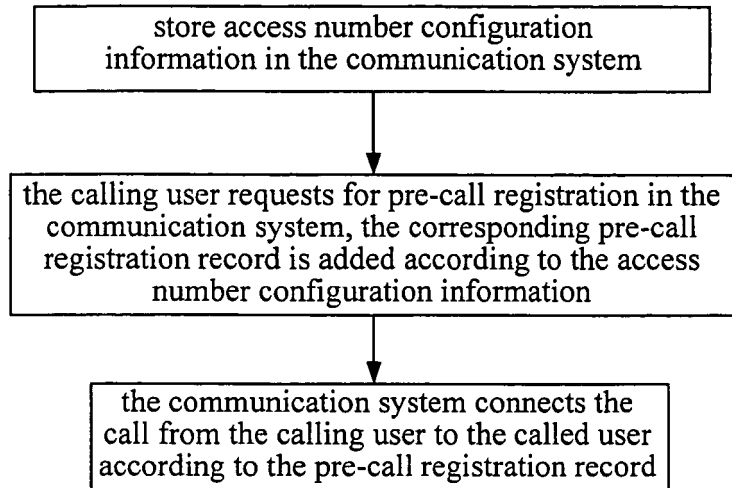 store access number configuration
information in the communication system
the calling user requests for pre-call registration in the
communication system, the corresponding pre-call
registration record is added according to the access
number configuration information
the communication system connects the
call from the calling user to the called user
according to the pre-call registration record